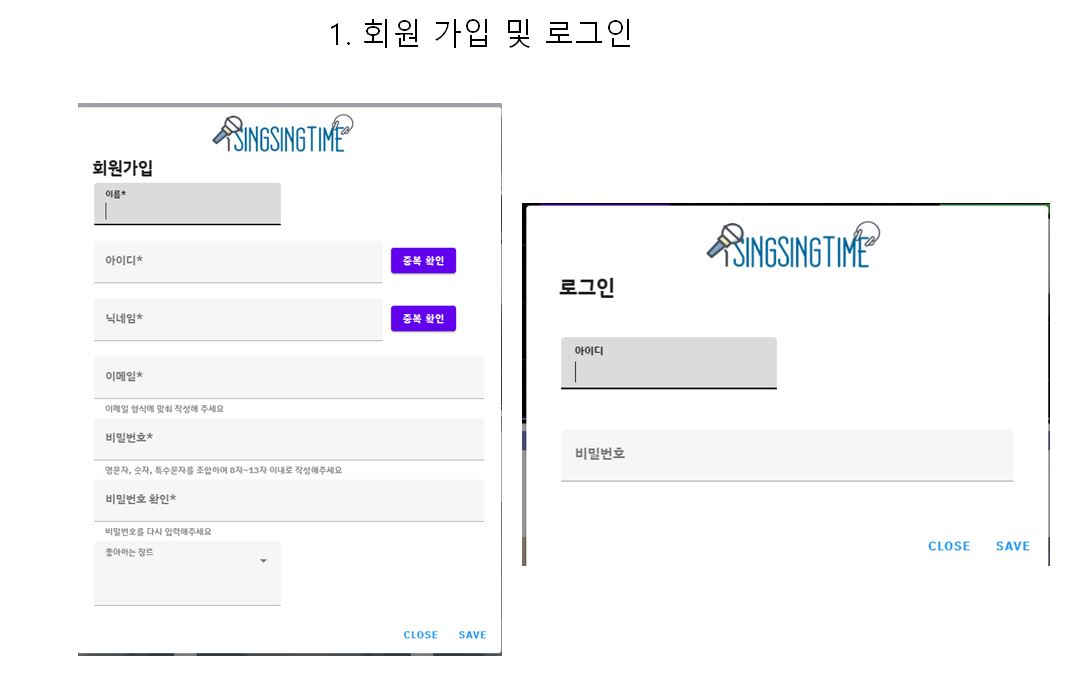 1. 회원 가입 및 로그인
SINGSINGTIME
회원가입
이름*
아이디*
중복 확인
닉네임*
중복 확인
이메일*
이메일 형식에 맞춰 작성해 주세요
비밀번호*
영문자, 숫자, 특수문자를 조합하여 8자~13자 이내로 작성해주세요
비밀번호 확인*
비밀번호를 다시 입력해주세요
좋아하는 장르
CLOSE SAVE
SINGSINGTIME
로그인
아이디
비밀번호
CLOSE SAVE